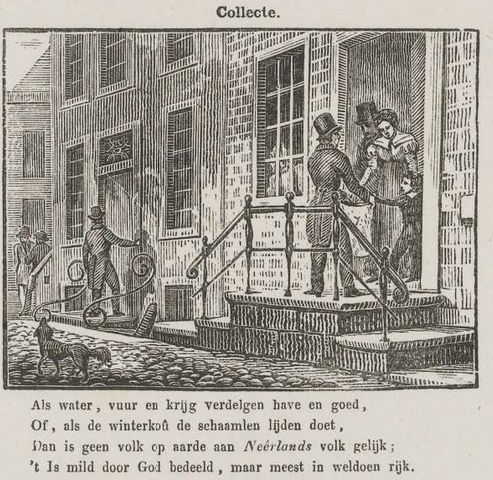 Collecte.
Als water, vuur en krijg verdelgen have en goed,
Of, als de winterkoû de schaamlen lijden doet,
Dan is geen volk op aarde aan Neêrlands volk gelijk;
't Is mild door God bedeeld, maar meest in weldoen rijk.